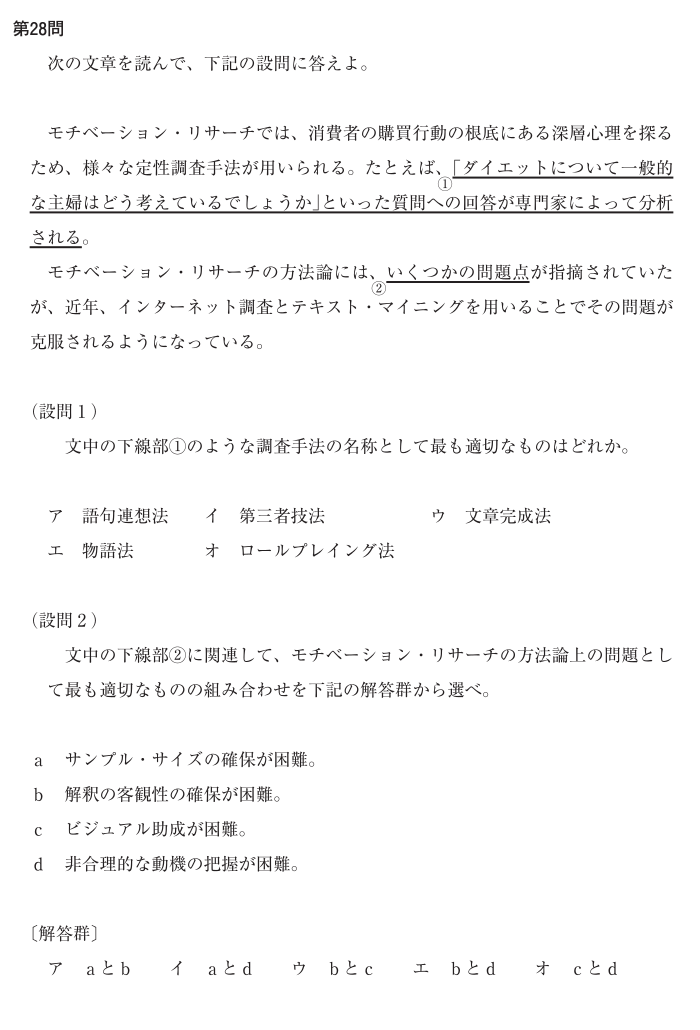 第28問
次の文章を読んで、下記の設問に答えよ。
モチベーション・リサーチでは、消費者の購買行動の根底にある深層心理を探る
ため、様々な定性調査手法が用いられる。たとえば、「ダイエットについて一般的
①
な主婦はどう考えているでしょうか」といった質問への回答が専門家によって分析
される。
モチベーション・リサーチの方法論には、いくつかの問題点が指摘されていた
②
が、近年、インターネット調査とテキスト・マイニングを用いることでその問題が
克服されるようになっている。
（設問１）
文中の下線部①のような調査手法の名称として最も適切なものはどれか。
ア　語句連想法　　イ　第三者技法　　ウ　文章完成法
エ　物語法　　オ　ロールプレイング法
（設問２）
文中の下線部②に関連して、モチベーション・リサーチの方法論上の問題とし
て最も適切なものの組み合わせを下記の解答群から選べ。
a　サンプル・サイズの確保が困難。
b　解釈の客観性の確保が困難。
c　ビジュアル助成が困難。
d　非合理的な動機の把握が困難。
〔解答群〕
ア　aとb　　イ　aとd　　ウ　bとc　　エ　bとd　　オ　cとd